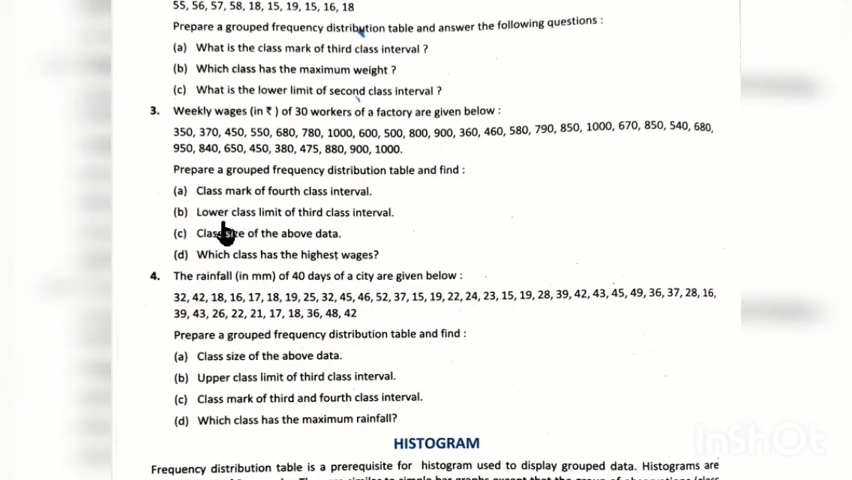 55, 56, 57, 58, 18, 15, 19, 15, 16, 18
Prepare a grouped frequency distribution table and answer the following questions :
(a) What is the class mark of third class interval ?
(b) Which class has the maximum weight ?
(c) What is the lower limit of second class interval ?
3. Weekly wages (in ₹ ) of 30 workers of a factory are given below :
350, 370, 450, 550, 680, 780, 1000, 600, 500, 800, 900, 360, 460, 580, 790, 850, 1000, 670, 850, 540, 680,
950, 840, 650, 450, 380, 475, 880, 900, 1000.
Prepare a grouped frequency distribution table and find :
(a) Class mark of fourth class interval.
(b) Lower class limit of third class interval.
(c) Class size of the above data.
(d) Which class has the highest wages?
4. The rainfall (in mm) of 40 days of a city are given below :
32, 42, 18, 16, 17, 18, 19, 25, 32, 45, 46, 52, 37, 15, 19, 22, 24, 23, 15, 19, 28, 39, 42, 43, 45, 49, 36, 37, 28, 16,
39, 43, 26, 22, 21, 17, 18, 36, 48, 42
Prepare a grouped frequency distribution table and find :
(a) Class size of the above data.
(b) Upper class limit of third class interval.
(c) Class mark of third and fourth class interval.
(d) Which class has the maximum rainfall?
HISTOGRAM
Frequency distribution table is a prerequisite for histogram used to display grouped data. Histograms are
InShOt